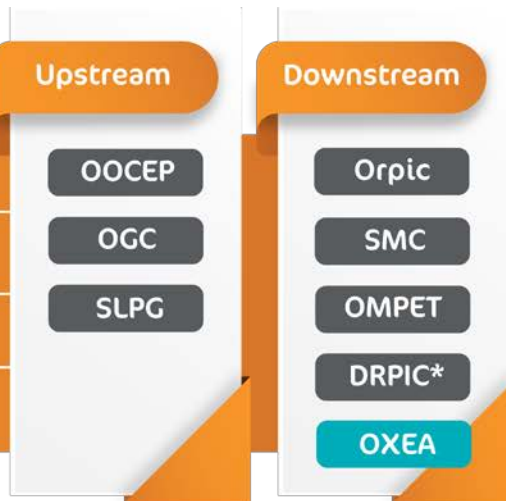 Upstream
OOCEP
OGC
SLPG
Downstream
Orpic
SMC
OMPET
DRPIC*
OXEA